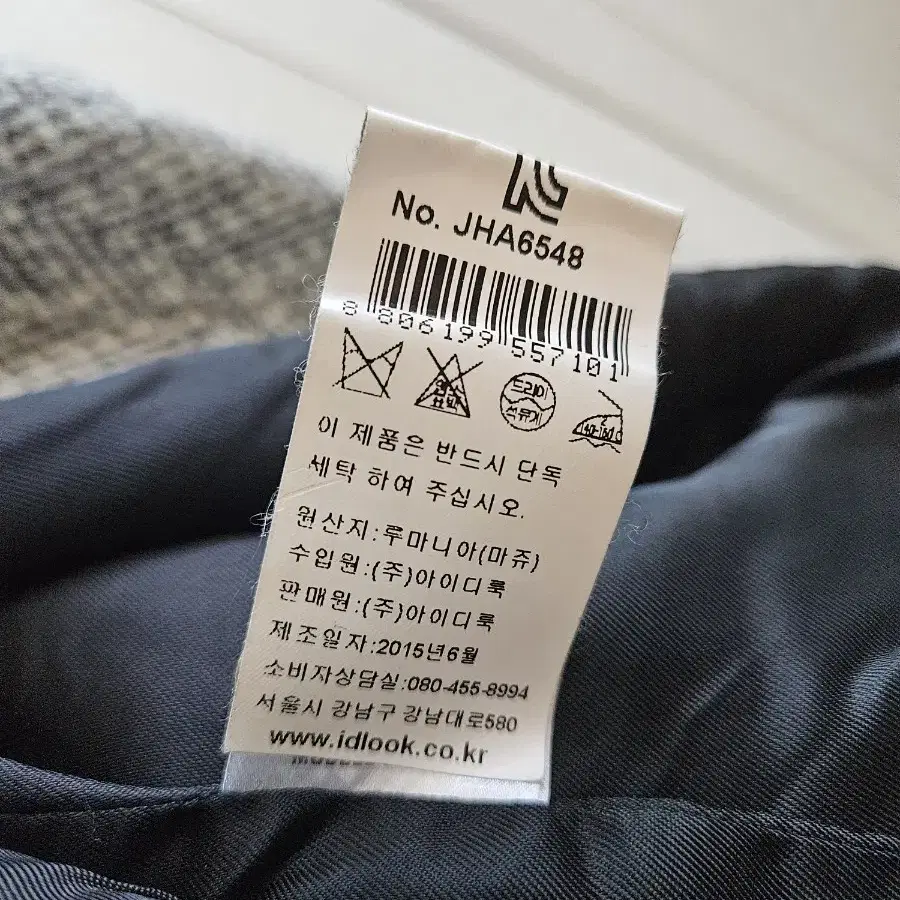 No. JHA6548
8 806199 557101
드라이
석유계
140~160℃
이 제품은 반드시 단독
세탁 하여 주십시오.
원산지:루마니아(마쥬)
수입원:(주)아이디룩
판매원:(주)아이디룩
제조일자:2015년6월
소비자상담실:080-455-8994
서울시 강남구 강남대로580
www.idlook.co.kr